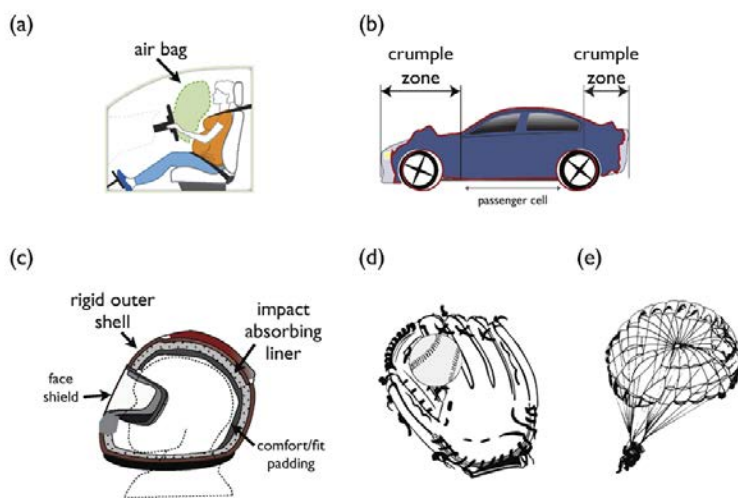 (a)
air bag
(b)
crumple
zone
crumple
zone
passenger cell
(c)
rigid outer
shell
impact
absorbing
liner
face
shield
comfort/fit
padding
(d)
(e)